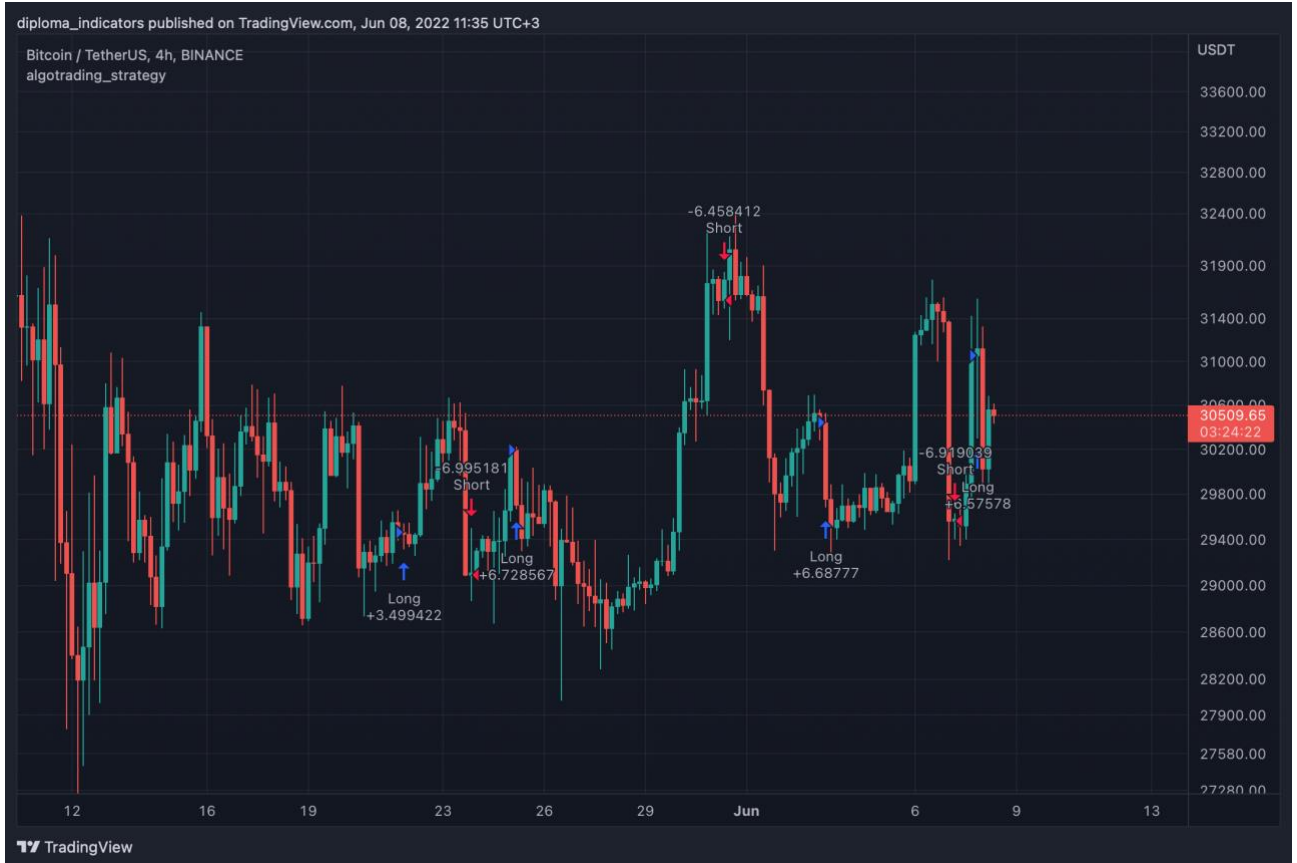 diploma_indicators published on TradingView.com, Jun 08, 2022 11:35 UTC+3
Bitcoin / TetherUS, 4h, BINANCE
algotrading_strategy
USDT
33600.00
33200.00
32800.00
32400.00
31900.00
31400.00
31000.00
30600.00
30509.65
03:24:22
30200.00
29800.00
29400.00
29000.00
28600.00
28200.00
27900.00
27580.00
27280.00
-6.458412
Short
-6.995181
Short
Long
+3.499422
Long
+6.728567
Long
+6.68777
-6.919039
Short
Long
+6.57578
12
16
19
23
26
29
Jun
6
9
13
TradingView